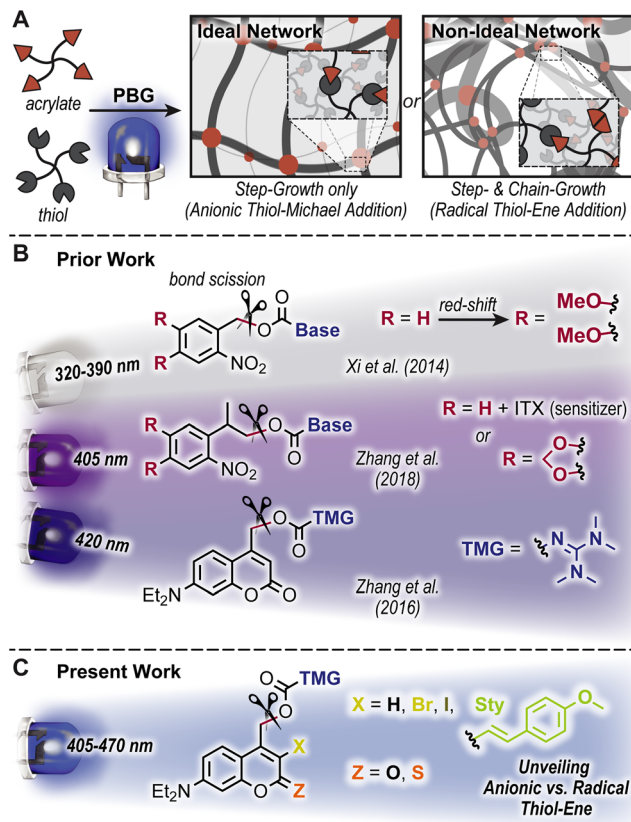 A
acrylate
thiol
PBG
Ideal Network
Step-Growth only
(Anionic Thiol-Michael Addition)
or
Non-Ideal Network
Step- & Chain-Growth
(Radical Thiol-Ene Addition)
B
Prior Work
320-390 nm
bond scission
R
R
NO2
O
O
Base
R = H
red-shift
R =
MeO
MeO
Xi et al. (2014)
405 nm
R
R
NO2
O
O
Base
Zhang et al.
(2018)
R = H + ITX (sensitizer)
or
R =
O
O
420 nm
O
O
TMG
Et2N
O
O
Zhang et al.
(2016)
TMG =
N
N
N
C
Present Work
405-470 nm
O
TMG
O
X
Et2N
O
Z
X = H, Br, I,
Sty
O
Z = O, S
Unveiling
Anionic vs. Radical
Thiol-Ene